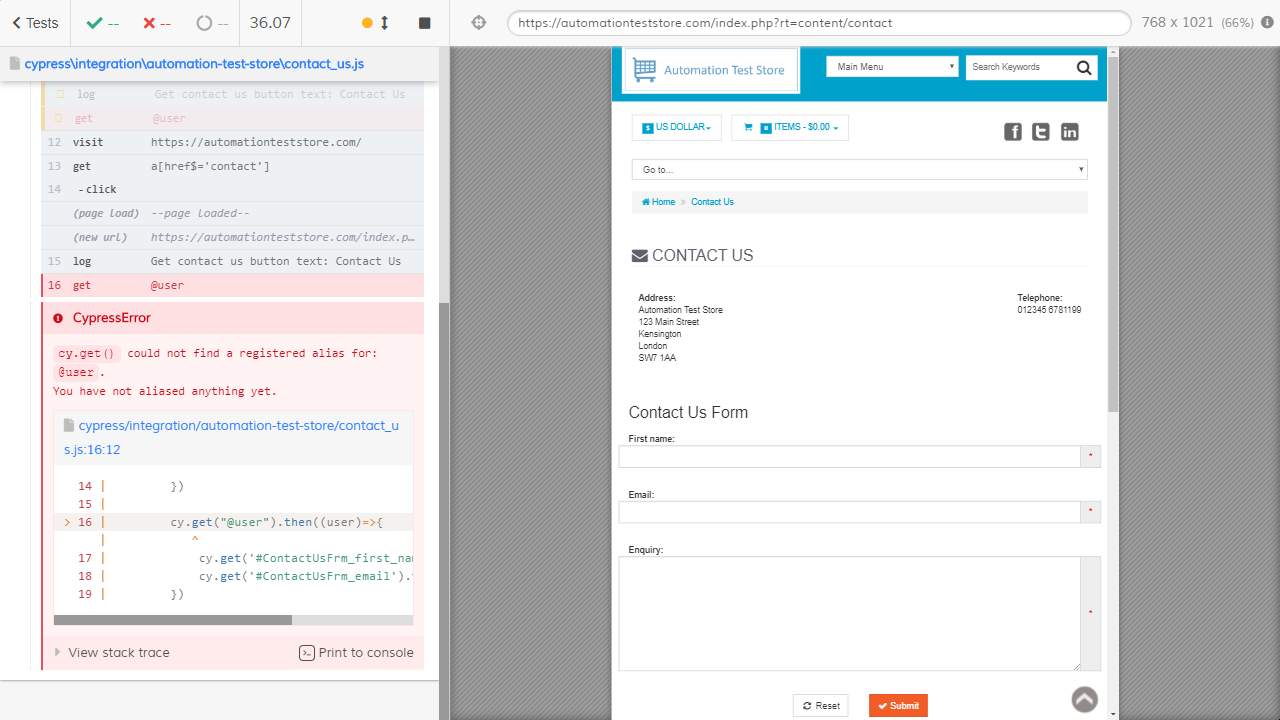 Tests
--
--
--
36.07
https://automationteststore.com/index.php?rt=content/contact
768 x 1021 (66%)
cypress\integration\automation-test-store\contact_us.js
log Get contact us button text: Contact Us
get @user
12 visit https://automationteststore.com/
13 get a[href$='contact']
14 -click
(page load) --page loaded--
(new url) https://automationteststore.com/index.p…
15 log Get contact us button text: Contact Us
16 get @user
CypressError
cy.get() could not find a registered alias for:
@user.
You have not aliased anything yet.
cypress/integration/automation-test-store/contact_u
s.js:16:12
14 | })
15 |
> 16 | cy.get("@user").then((user)=>{
| ^
17 | cy.get('#ContactUsFrm_first_nam
18 | cy.get('#ContactUsFrm_email').
19 | })
View stack trace
Print to console
Automation Test Store
Main Menu
Search Keywords
$ US DOLLAR
0 ITEMS - $0.00
Go to...
Home » Contact Us
CONTACT US
Address:
Automation Test Store
123 Main Street
Kensington
London
SW7 1AA
Telephone:
012345 6781199
Contact Us Form
First name:
*
Email:
*
Enquiry:
*
Reset
Submit